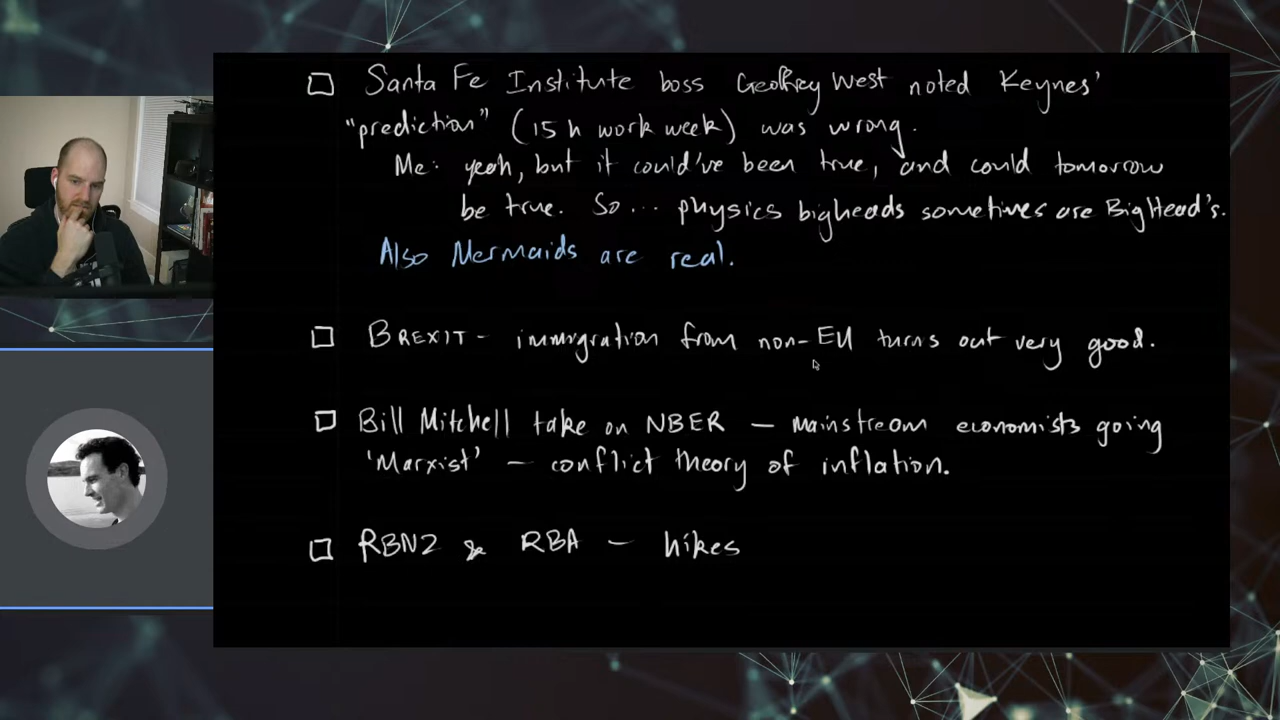 □ Santa Fe Institute boss Geoffrey West noted Keynes'
"prediction" (15 h work week) was wrong.
Me: yeah, but it could've been true, and could tomorrow
be true. So... physics bigheads sometimes are BigHead's.
Also Mermaids are real.
□ BREXIT - immigration from non-EU turns out very good.
□ Bill Mitchell take on NBER — mainstream economists going
'Marxist' — conflict theory of inflation.
□ RBNZ & RBA — hikes